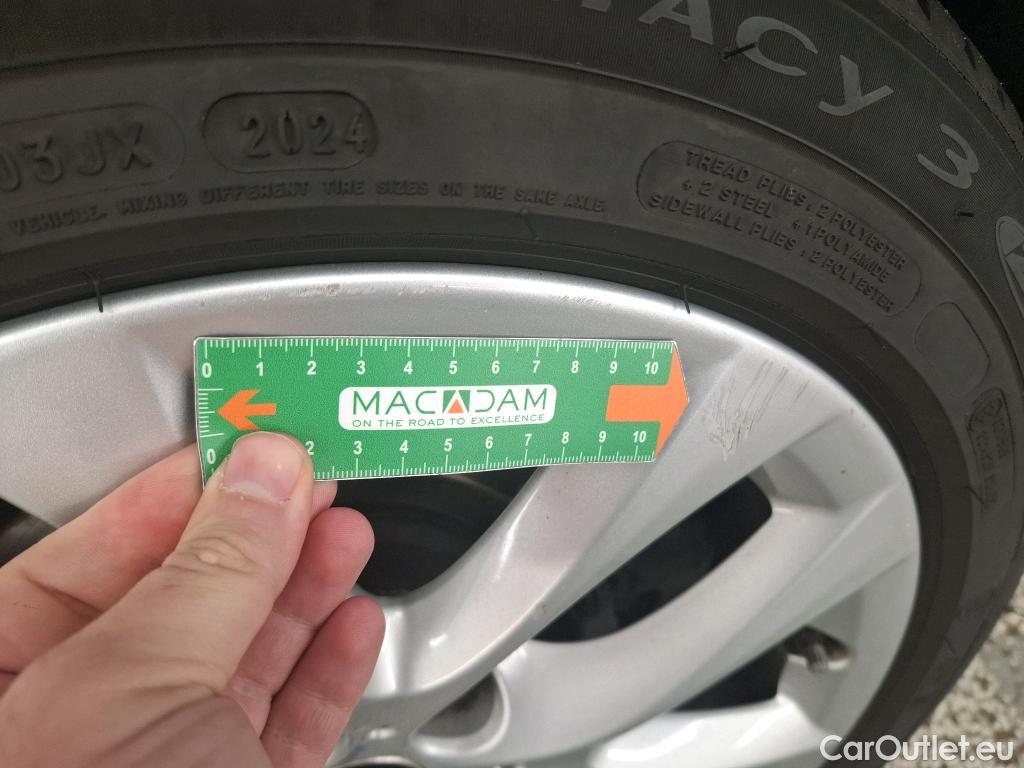 MACY 3
03JX 2024
VEHICLE. MIXING DIFFERENT TIRE SIZES ON THE SAME AXLE.
TREAD PLIES : 2 POLYESTER
+ 2 STEEL + 1 POLYAMIDE
SIDEWALL PLIES : 2 POLYESTER
0 1 2 3 4 5 6 7 8 9 10
MACADAM
ON THE ROAD TO EXCELLENCE
0 2 3 4 5 6 7 8 9 10
CarOutlet.eu